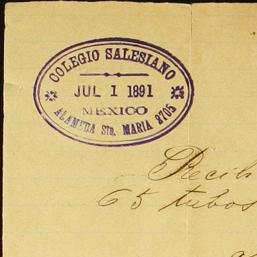 COLEGIO SALESIANO
JUL 1 1891
MEXICO
ALAMEDA Sta. MARIA 2705
Recib
65 tubos